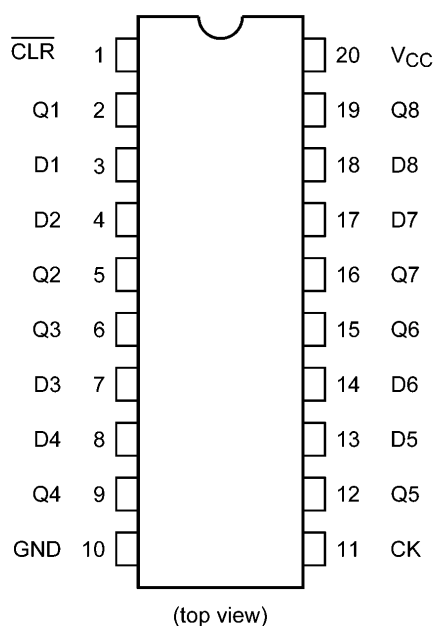 CLR 1 20 VCC
Q1 2 19 Q8
D1 3 18 D8
D2 4 17 D7
Q2 5 16 Q7
Q3 6 15 Q6
D3 7 14 D6
D4 8 13 D5
Q4 9 12 Q5
GND 10 11 CK
(top view)